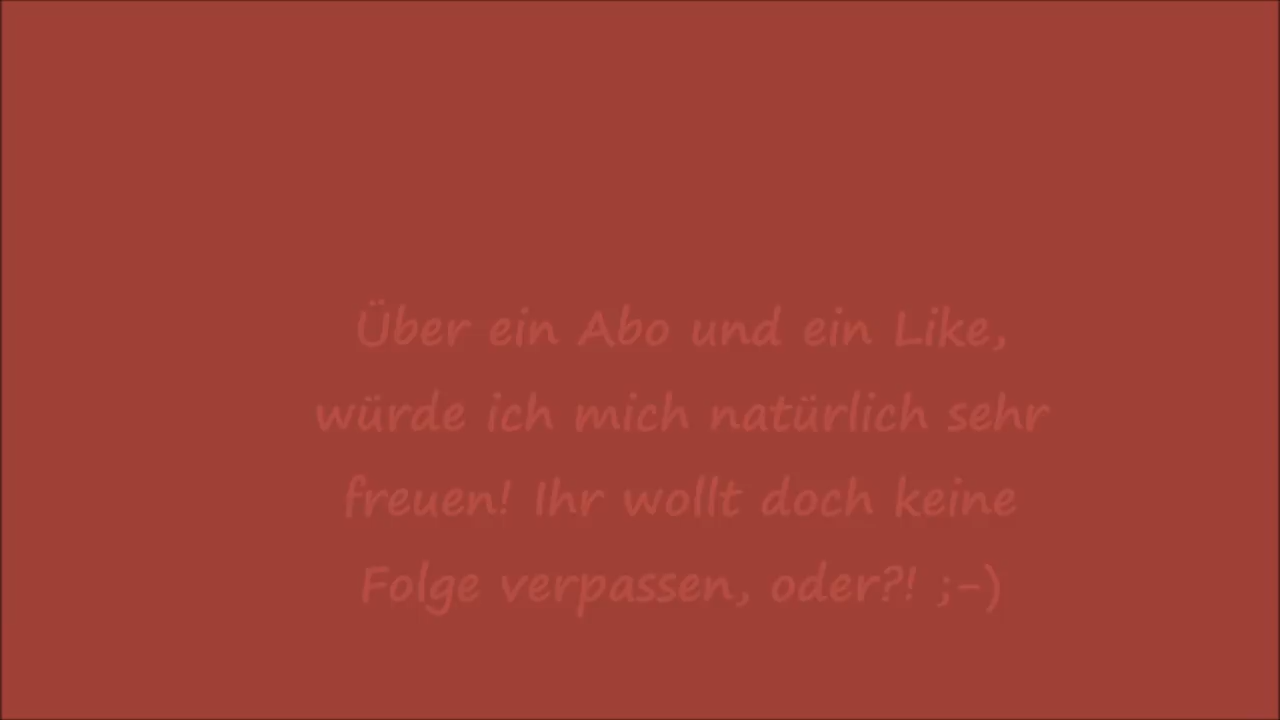 Über ein Abo und ein Like,
würde ich mich natürlich sehr
freuen! Ihr wollt doch keine
Folge verpassen, oder?! ;-)